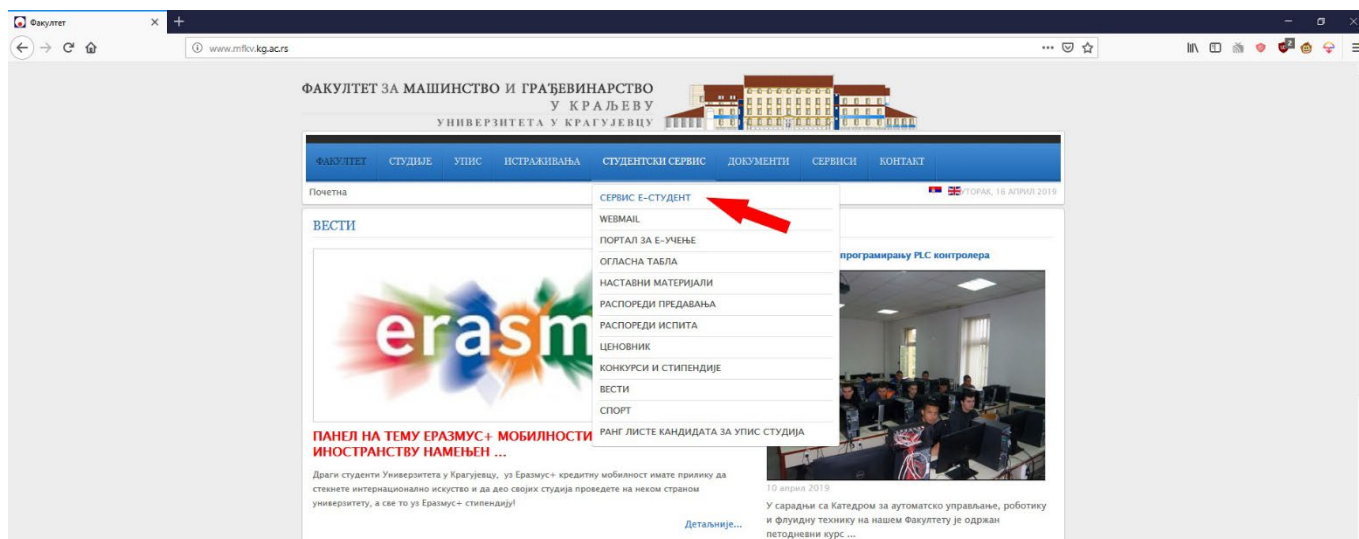 Факултет
www.mfkv.kg.ac.rs
2
ФАКУЛТЕТ ЗА МАШИНСТВО И ГРАЂЕВИНАРСТВО
У КРАЉЕВУ
УНИВЕРЗИТЕТА У КРАГУЈЕВЦУ
ФАКУЛТЕТ СТУДИЈЕ УПИС ИСТРАЖИВАЊА СТУДЕНТСКИ СЕРВИС ДОКУМЕНТИ СЕРВИСИ КОНТАКТ
Почетна
УТОРАК, 16 АПРИЛ 2019
СЕРВИС Е-СТУДЕНТ
WEBMAIL
ПОРТАЛ ЗА Е-УЧЕЊЕ
ОГЛАСНА ТАБЛА
НАСТАВНИ МАТЕРИЈАЛИ
РАСПОРЕДИ ПРЕДАВАЊА
РАСПОРЕДИ ИСПИТА
ЦЕНОВНИК
КОНКУРСИ И СТИПЕНДИЈЕ
ВЕСТИ
СПОРТ
РАНГ ЛИСТЕ КАНДИДАТА ЗА УПИС СТУДИЈА
ВЕСТИ
erasm
ПАНЕЛ НА ТЕМУ ЕРАЗМУС+ МОБИЛНОСТИ
ИНОСТРАНСТВУ НАМЕЊЕН ...
Драги студенти Универзитета у Крагујевцу, уз Еразмус+ кредитну мобилност имате прилику да
стекнете интернационално искуство и да део својих студија проведете на неком страном
универзитету, а све то уз Еразмус+ стипендију!
Детаљније...
програмирању PLC контролера
10 април 2019
У сарадњи са Катедром за аутоматско управљање, роботику
и флуидну технику на нашем Факултету је одржан
петодневни курс ...